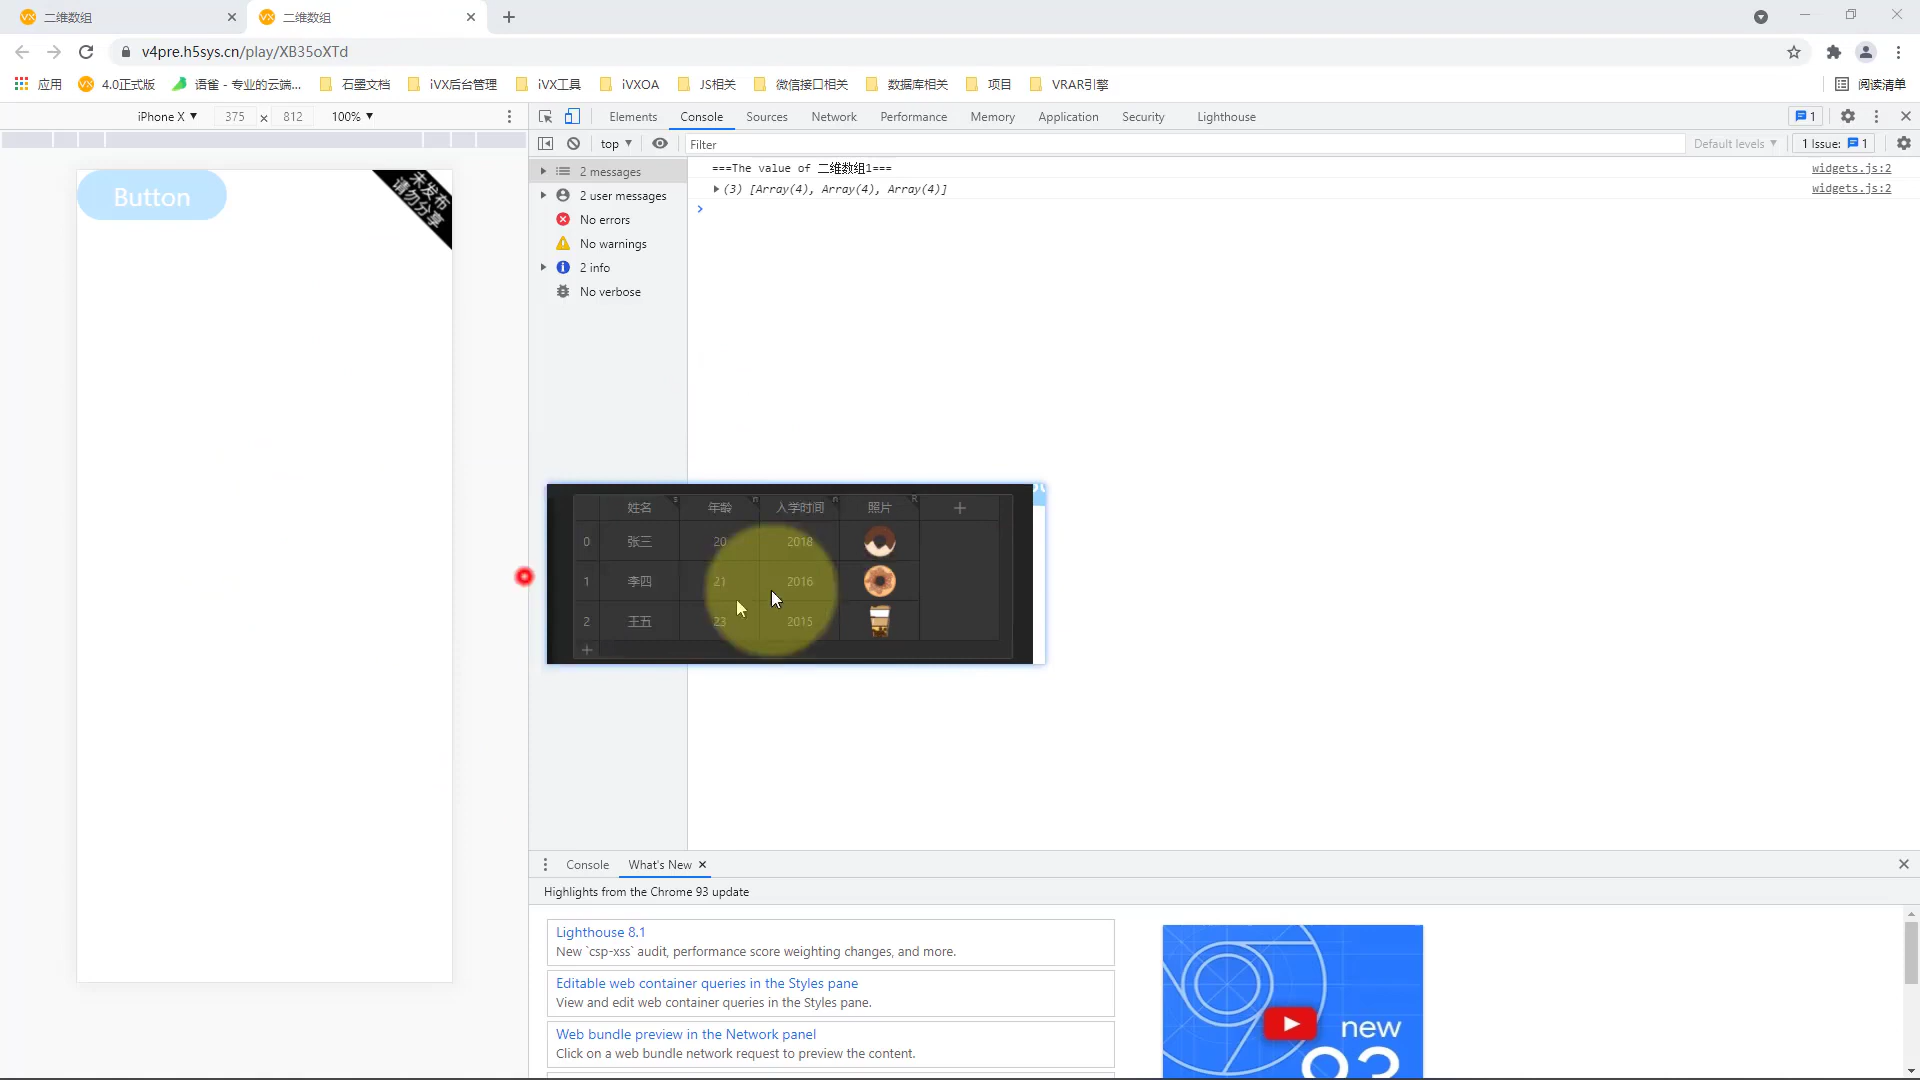 二维数组
二维数组
v4pre.h5sys.cn/play/XB35oXTd
应用 4.0正式版 语雀 - 专业的云端... 石墨文档 iVX后台管理 iVX工具 iVXOA JS相关 微信接口相关 数据库相关 项目 VRAR引擎 阅读清单
iPhone X ▼ 375 x 812 100% ▼
Elements Console Sources Network Performance Memory Application Security Lighthouse 1
top ▼ Filter Default levels ▼ 1 Issue: 1
Button
未发布
请勿分享
2 messages
2 user messages
No errors
No warnings
2 info
No verbose
===The value of 二维数组1=== widgets.js:2
(3) [Array(4), Array(4), Array(4)] widgets.js:2
姓名 s 年龄 n 入学时间 n 照片 R +
0 张三 20 2018
1 李四 21 2016
2 王五 23 2015
+
Console What's New
Highlights from the Chrome 93 update
Lighthouse 8.1
New `csp-xss` audit, performance score weighting changes, and more.
Editable web container queries in the Styles pane
View and edit web container queries in the Styles pane.
Web bundle preview in the Network panel
Click on a web bundle network request to preview the content.
new
93